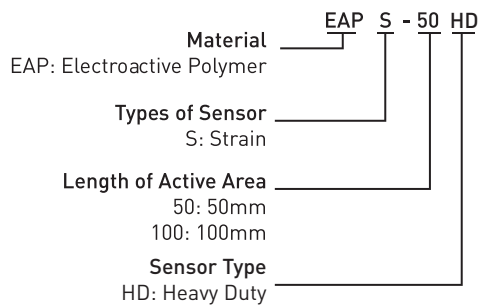 EAP S - 50 HD
Material
EAP: Electroactive Polymer
Types of Sensor
S: Strain
Length of Active Area
50: 50mm
100: 100mm
Sensor Type
HD: Heavy Duty